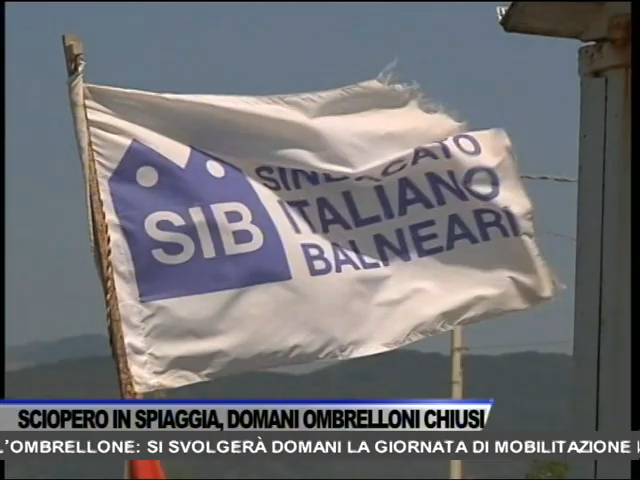 SIB
SINDACATO
ITALIANO
BALNEARI
SCIOPERO IN SPIAGGIA, DOMANI OMBRELLONI CHIUSI
L'OMBRELLONE: SI SVOLGERÀ DOMANI LA GIORNATA DI MOBILITAZIONE